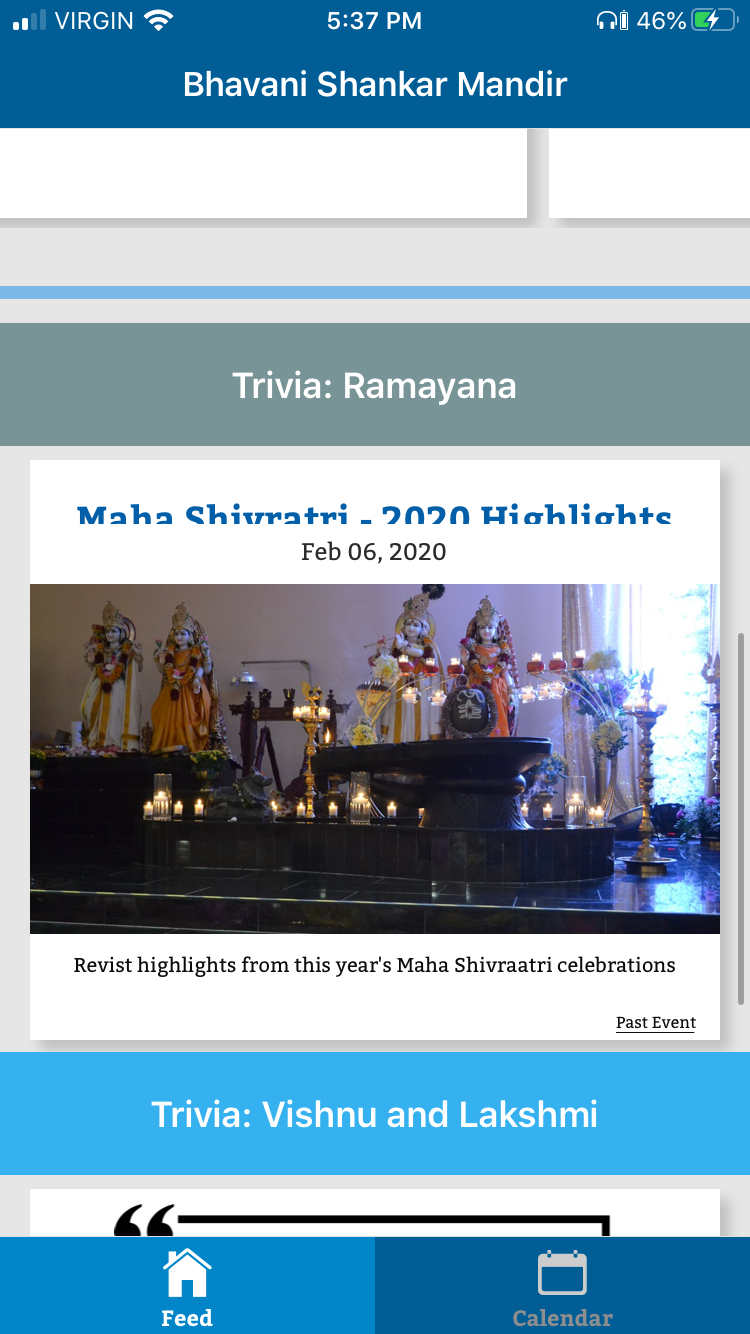 VIRGIN 5:37 PM 46%
Bhavani Shankar Mandir
Trivia: Ramayana
Maha Shivratri - 2020 Highlights
Feb 06, 2020
Revist highlights from this year's Maha Shivraatri celebrations
Past Event
Trivia: Vishnu and Lakshmi
“
Feed
Calendar